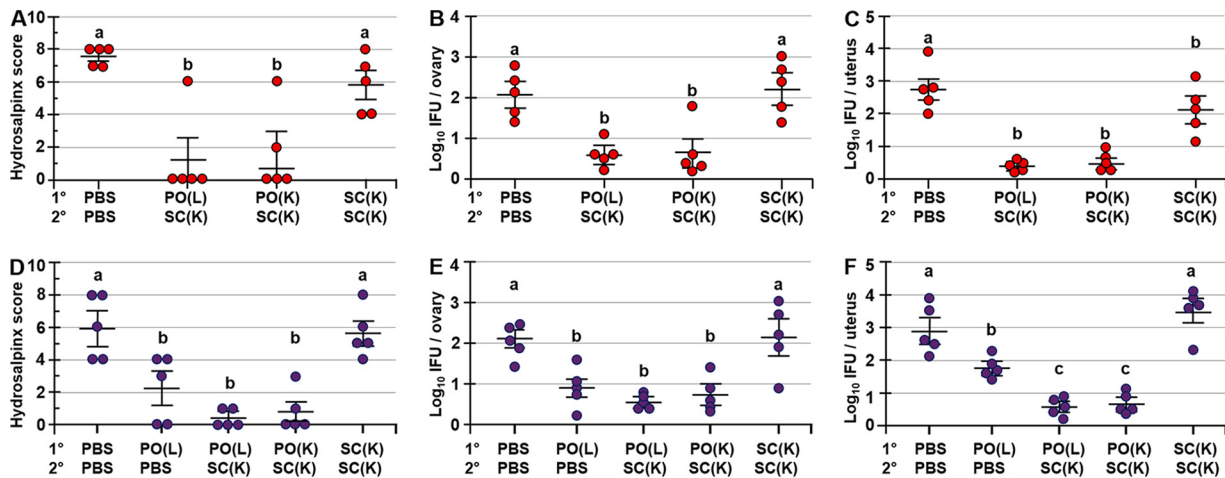 A
Hydrosalpinx score
10
8
6
4
2
0
a
b
b
a
1° PBS PO(L) PO(K) SC(K)
2° PBS SC(K) SC(K) SC(K)
B
Log10 IFU / ovary
4
3
2
1
0
a
b
b
a
1° PBS PO(L) PO(K) SC(K)
2° PBS SC(K) SC(K) SC(K)
C
Log10 IFU / uterus
5
4
3
2
1
0
a
b
b
b
1° PBS PO(L) PO(K) SC(K)
2° PBS SC(K) SC(K) SC(K)
D
Hydrosalpinx score
10
8
6
4
2
0
a
b
b
b
a
1° PBS PO(L) PO(L) PO(K) SC(K)
2° PBS PBS SC(K) SC(K) SC(K)
E
Log10 IFU / ovary
4
3
2
1
0
a
b
b
b
a
1° PBS PO(L) PO(L) PO(K) SC(K)
2° PBS PBS SC(K) SC(K) SC(K)
F
Log10 IFU / uterus
5
4
3
2
1
0
a
b
c
c
a
1° PBS PO(L) PO(L) PO(K) SC(K)
2° PBS PBS SC(K) SC(K) SC(K)